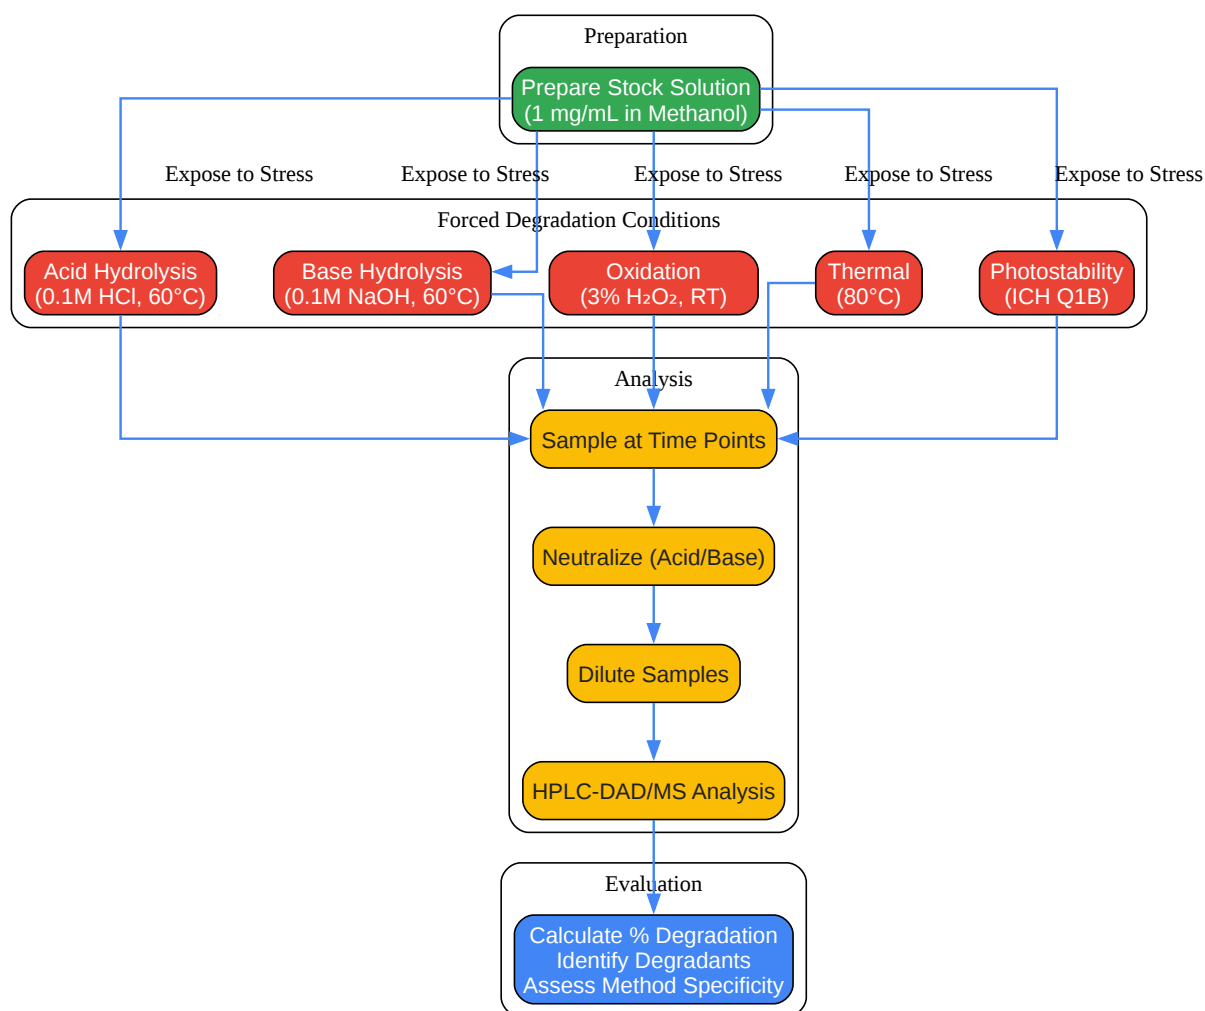 Preparation
Prepare Stock Solution
(1 mg/mL in Methanol)
Expose to Stress
Expose to Stress
Expose to Stress
Expose to Stress
Expose to Stress
Forced Degradation Conditions
Acid Hydrolysis
(0.1M HCl, 60°C)
Base Hydrolysis
(0.1M NaOH, 60°C)
Oxidation
(3% H₂O₂, RT)
Thermal
(80°C)
Photostability
(ICH Q1B)
Analysis
Sample at Time Points
Neutralize (Acid/Base)
Dilute Samples
HPLC-DAD/MS Analysis
Evaluation
Calculate % Degradation
Identify Degradants
Assess Method Specificity